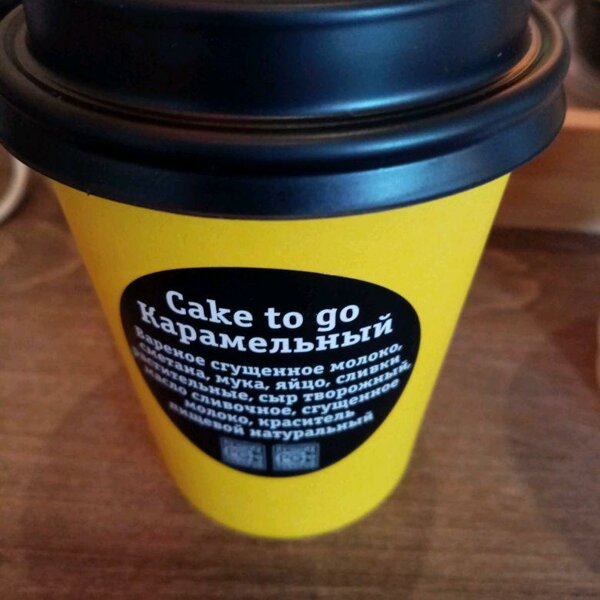 Cake to go
Карамельный
Вареное сгущенное молоко,
сметана, мука, яйцо, сливки
растительные, сыр творожный,
масло сливочное, сгущенное
молоко, краситель
пищевой натуральный